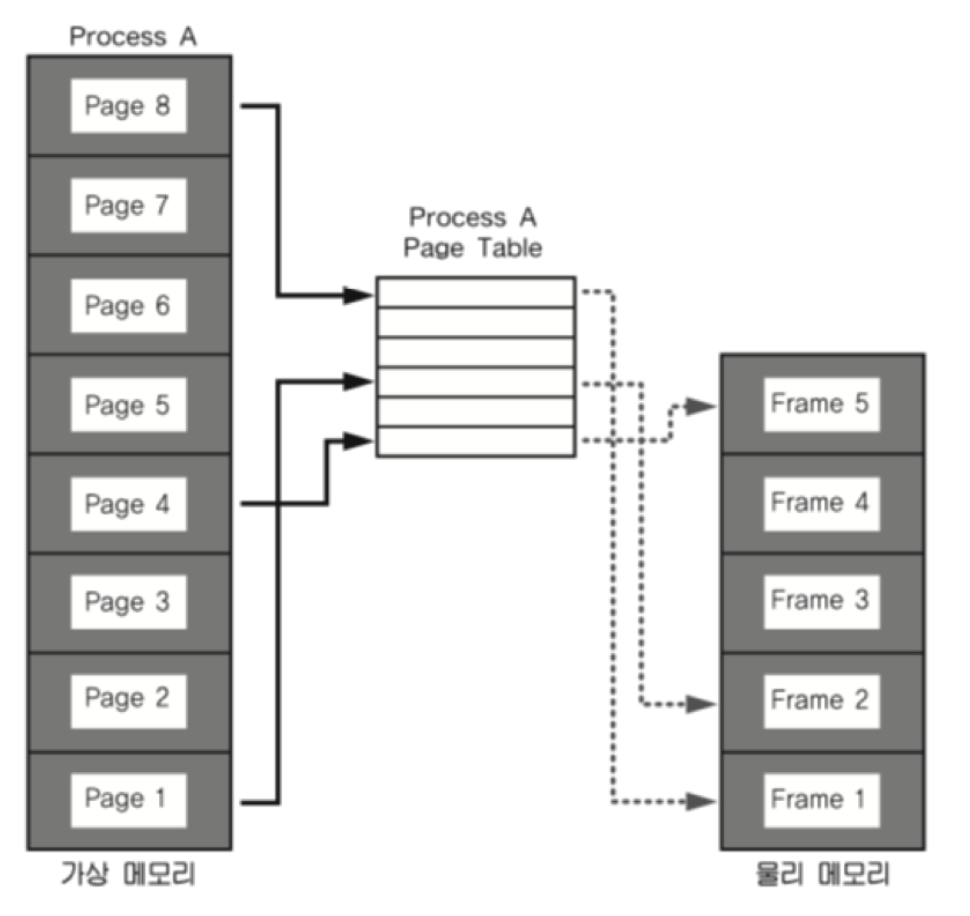 Process A
Page 8
Page 7
Page 6
Page 5
Page 4
Page 3
Page 2
Page 1
가상 메모리
Process A
Page Table
Frame 5
Frame 4
Frame 3
Frame 2
Frame 1
물리 메모리